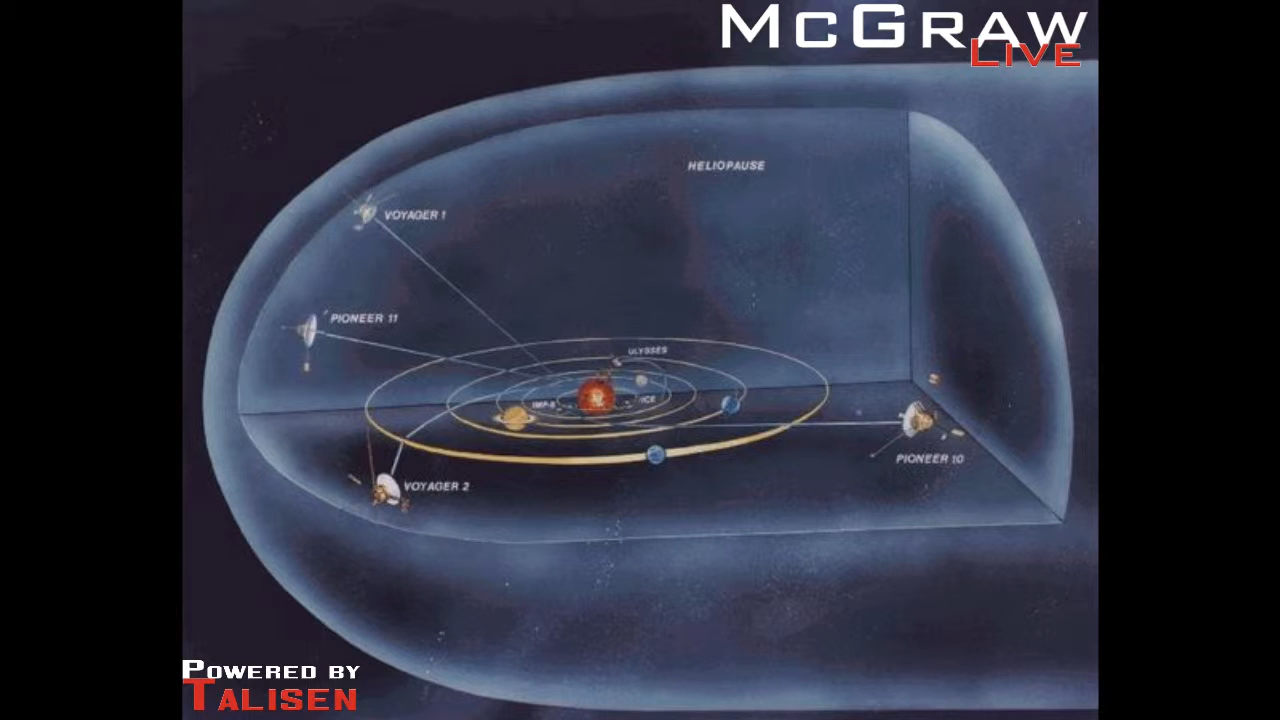 McGraw
Live
HELIOPAUSE
VOYAGER 1
PIONEER 11
ULYSSES
IMP-8
ICE
PIONEER 10
VOYAGER 2
Powered by
Talisen